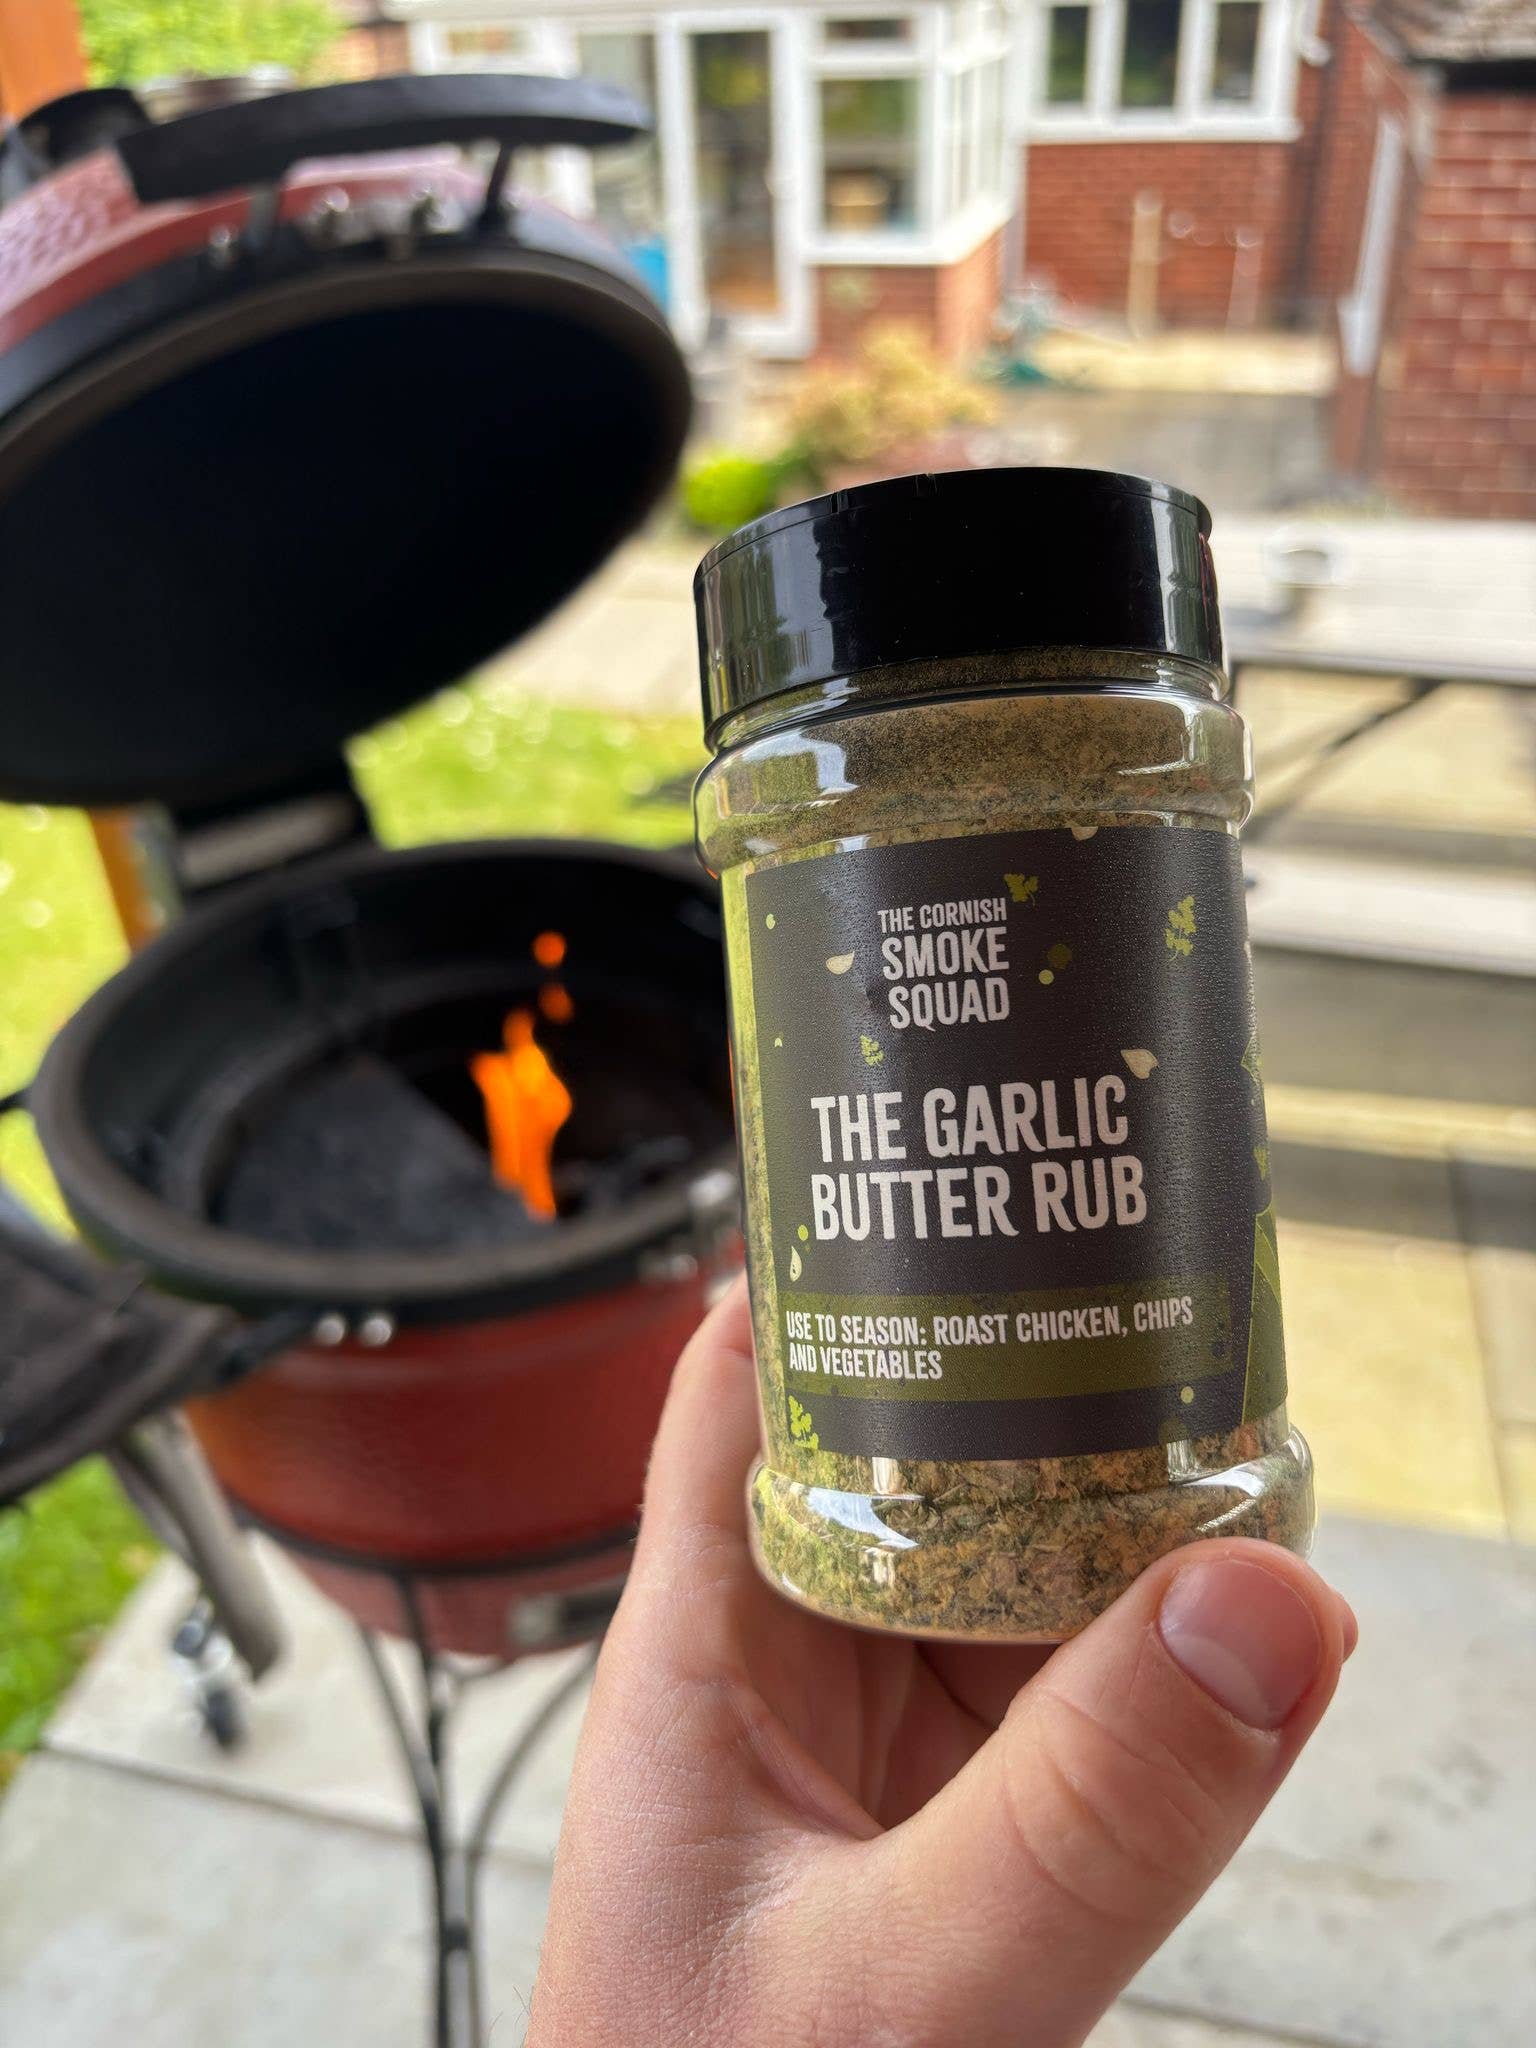 THE CORNISH
SMOKE
SQUAD
THE GARLIC
BUTTER RUB
USE TO SEASON: ROAST CHICKEN, CHIPS
AND VEGETABLES